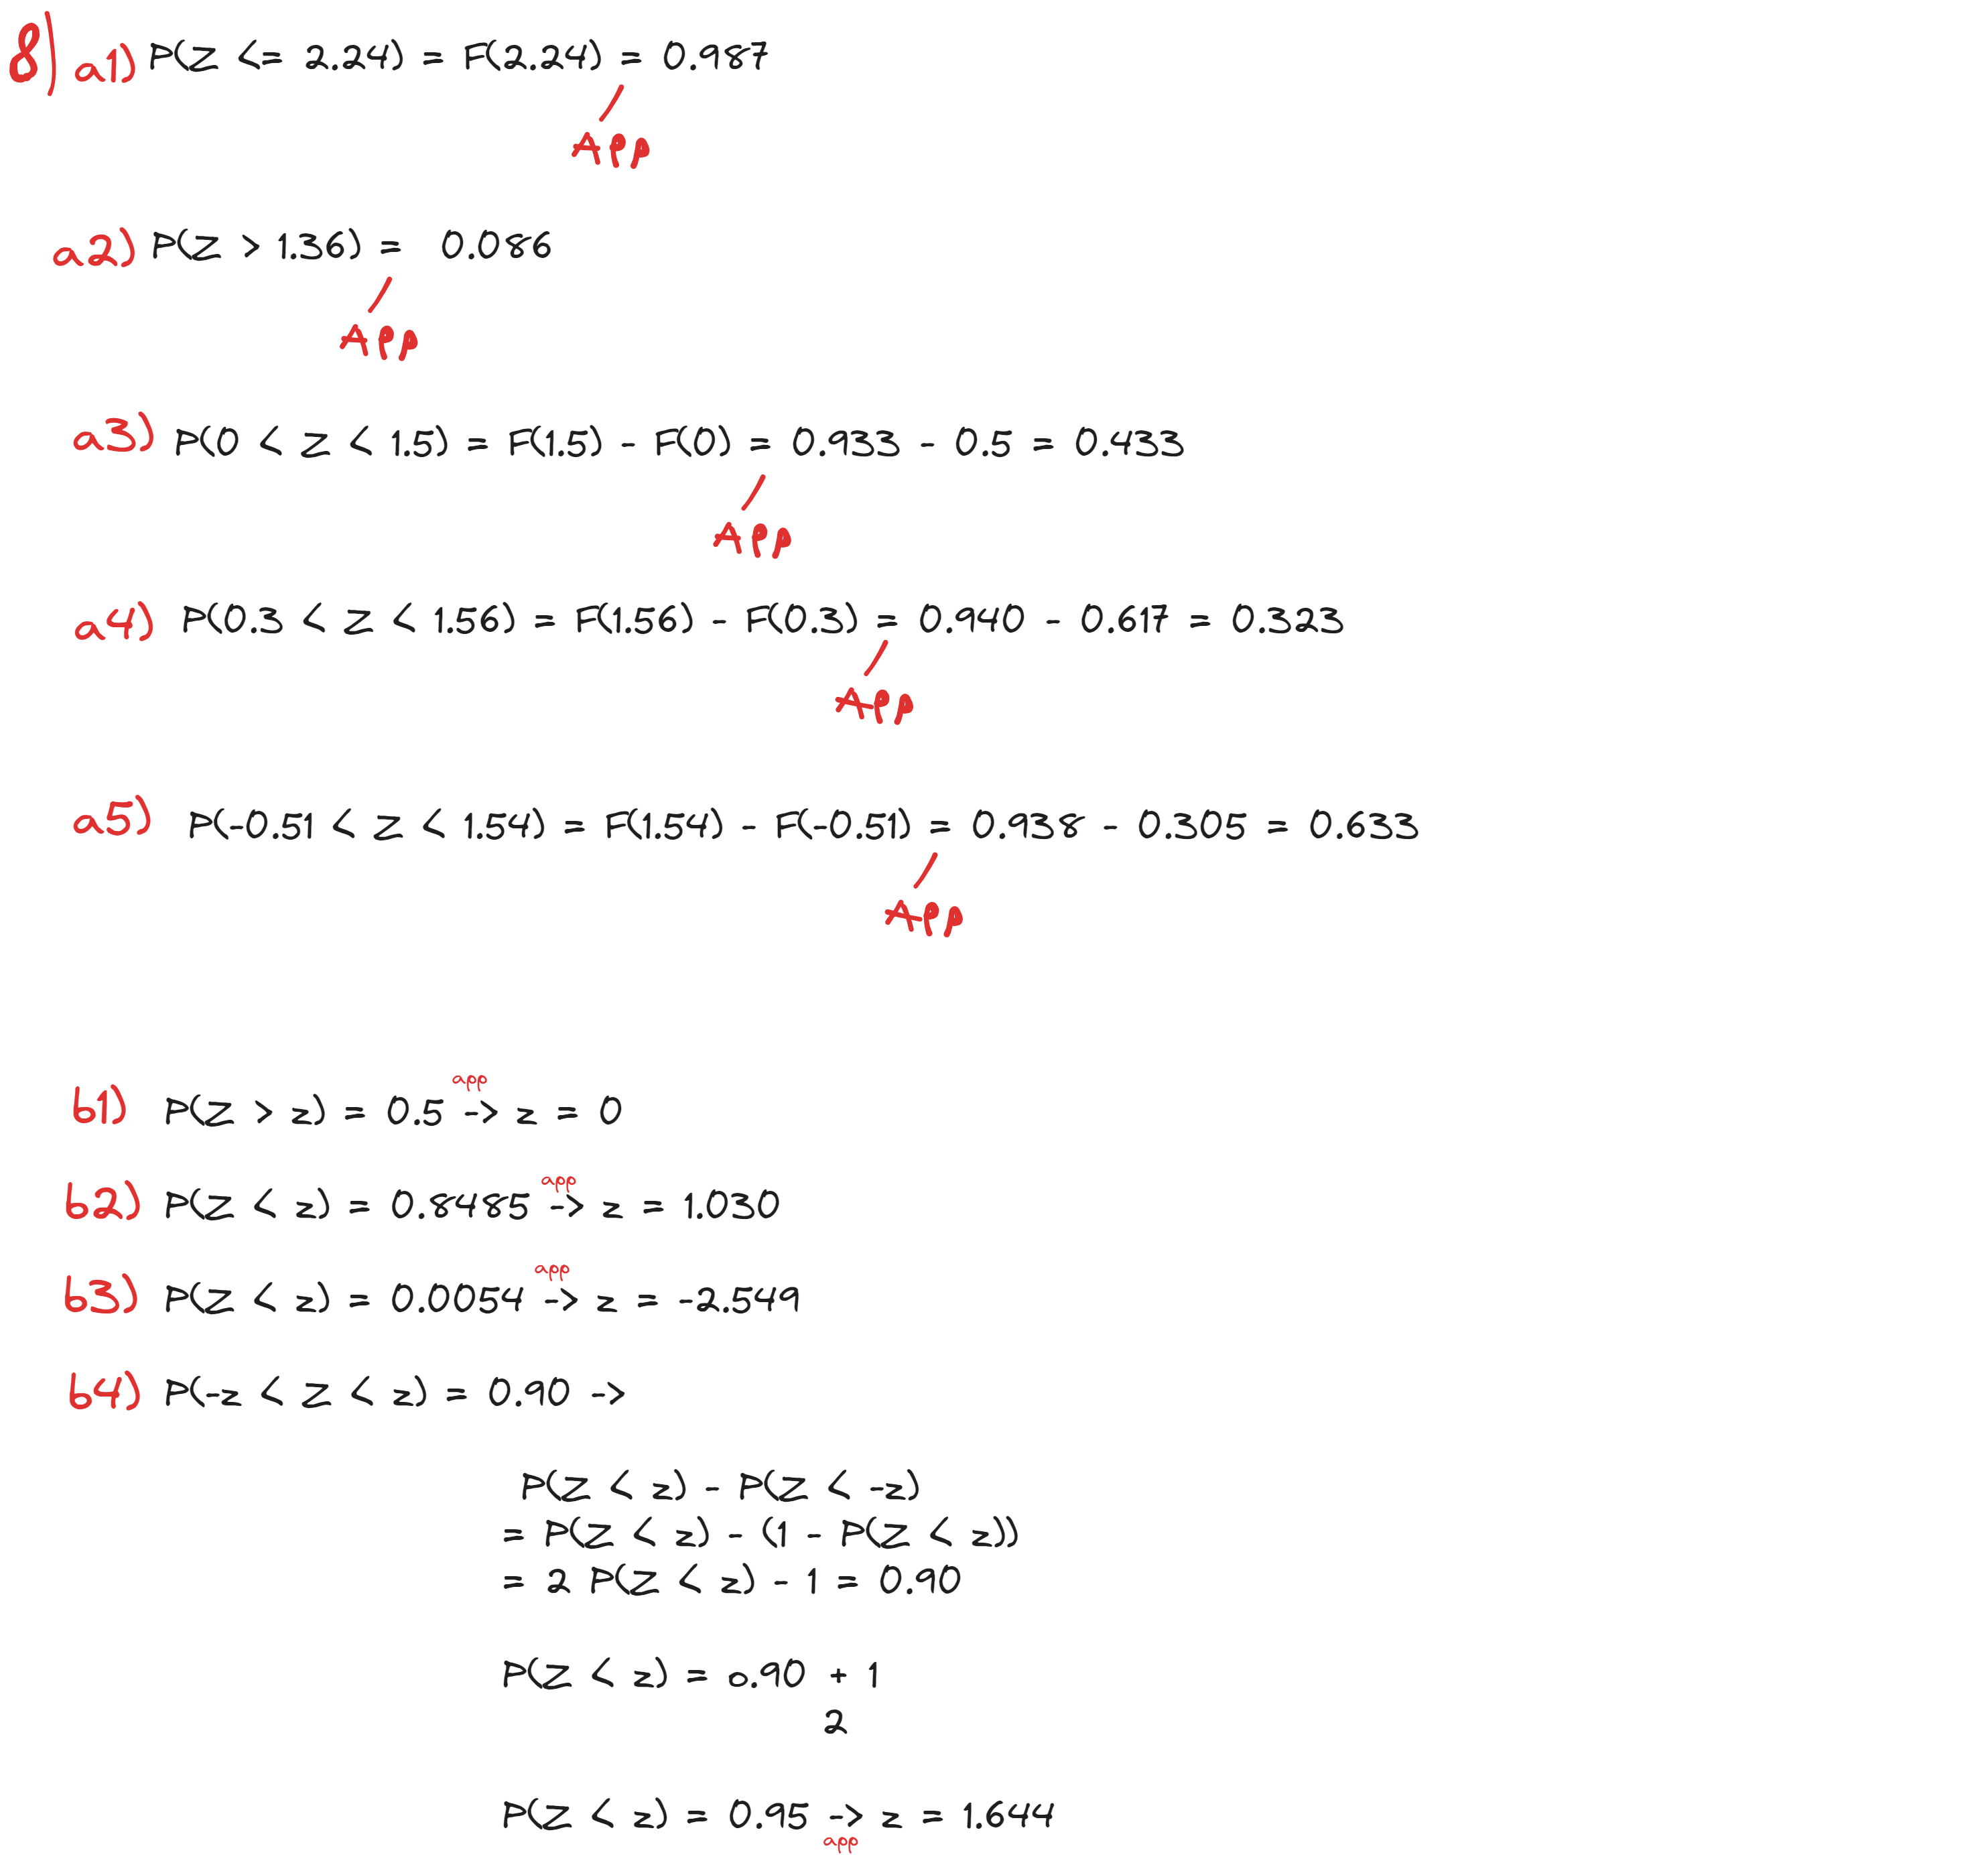 8) a1) P(Z <= 2.24) = F(2.24) = 0.987
App
a2) P(Z > 1.36) = 0.086
App
a3) P(0 < Z < 1.5) = F(1.5) - F(0) = 0.933 - 0.5 = 0.433
App
a4) P(0.3 < Z < 1.56) = F(1.56) - F(0.3) = 0.940 - 0.617 = 0.323
App
a5) P(-0.51 < Z < 1.54) = F(1.54) - F(-0.51) = 0.938 - 0.305 = 0.633
App
app
b1) P(Z > z) = 0.5 -> z = 0
app
b2) P(Z < z) = 0.8485 -> z = 1.030
app
b3) P(Z < z) = 0.0054 -> z = -2.549
b4) P(-z < Z < z) = 0.90 ->
P(Z < z) - P(Z < -z)
= P(Z < z) - (1 - P(Z < z))
= 2 P(Z < z) - 1 = 0.90
P(Z < z) = 0.90 + 1
2
P(Z < z) = 0.95 -> z = 1.644
app